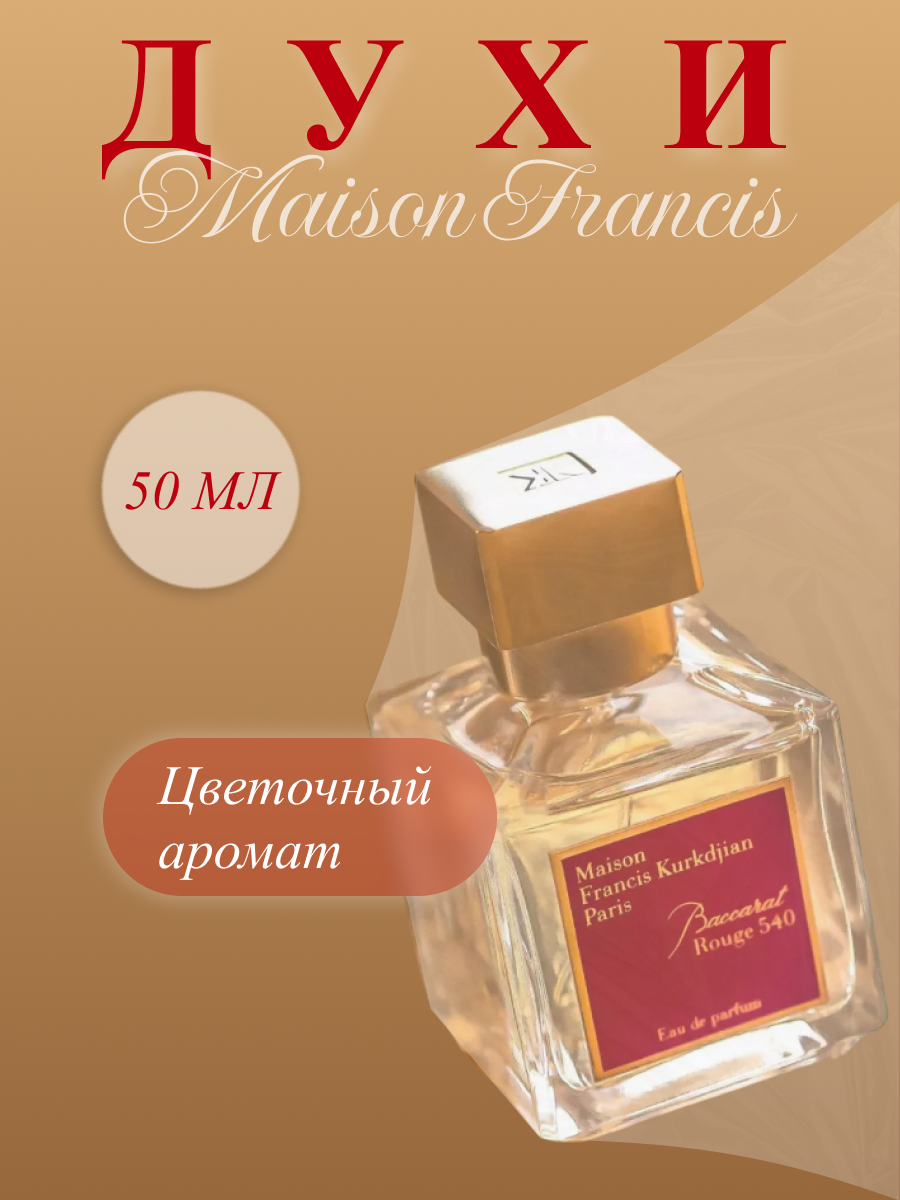 ДУХИ
Maison Francis
50 МЛ
Цветочный
аромат
Maison
Francis Kurkdjian
Paris
Baccarat
Rouge 540
Eau de parfum